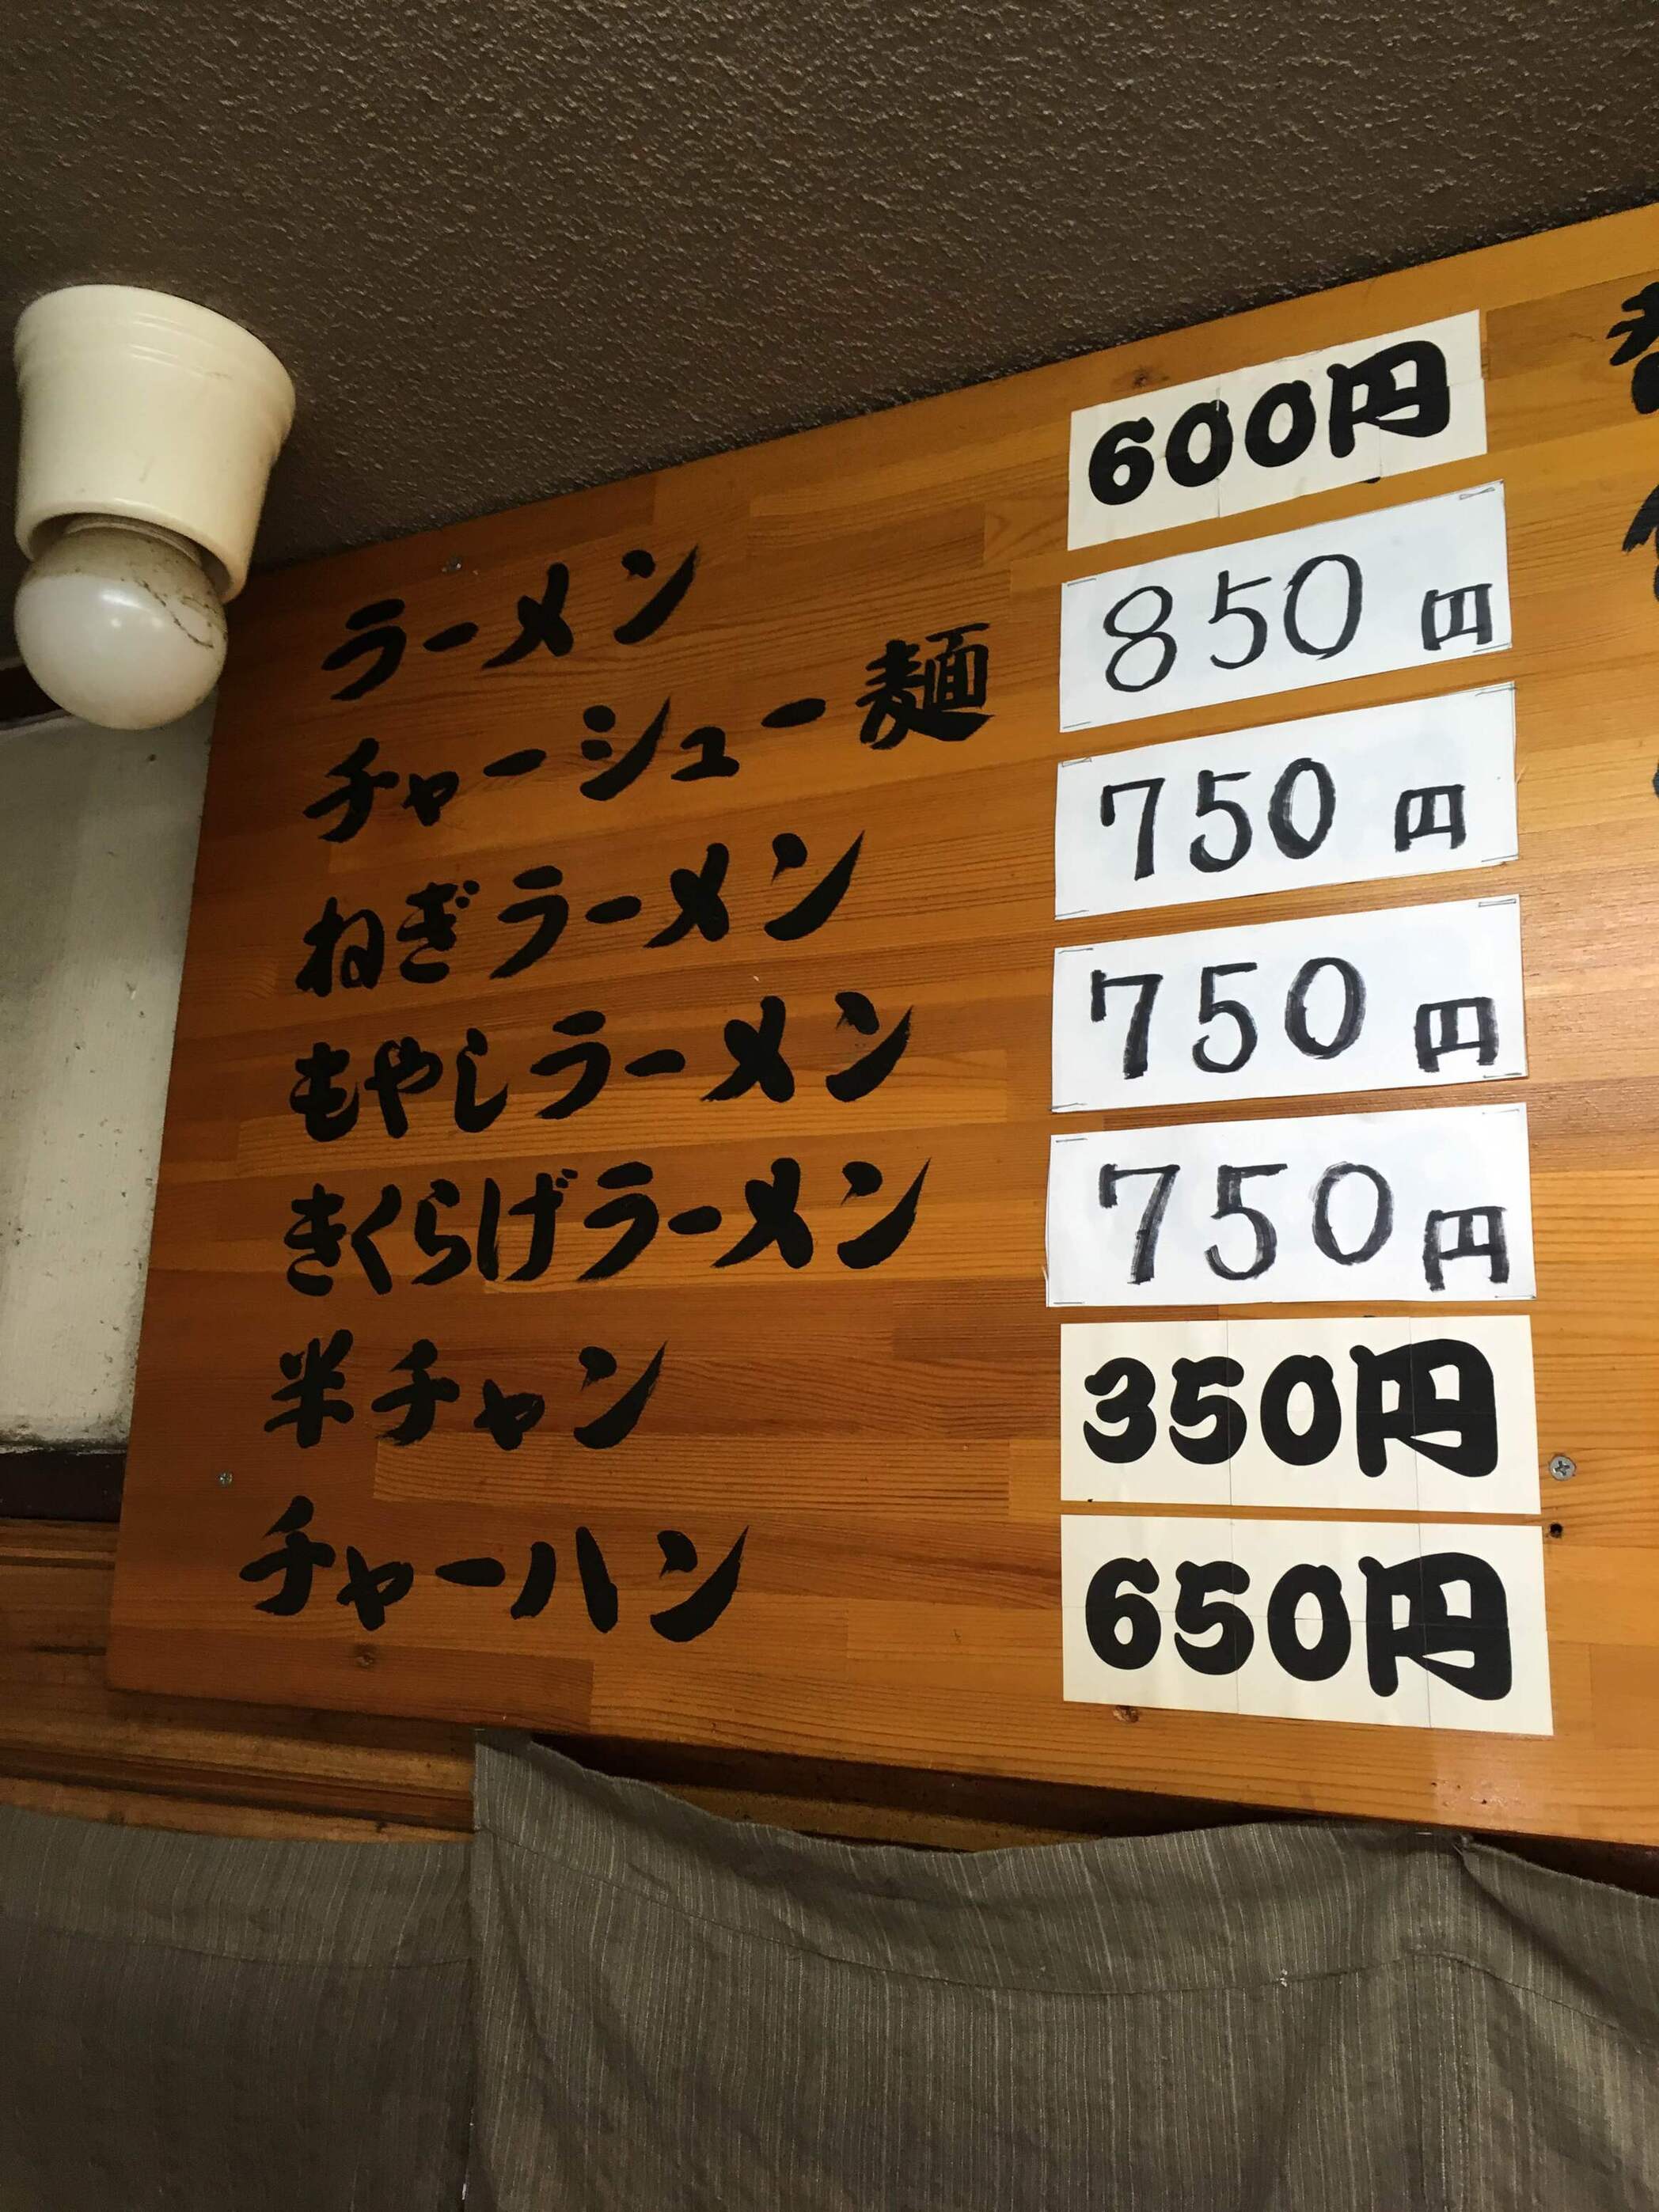 ラーメン 600円
チャーシュー麺 850円
ねぎラーメン 750円
もやしラーメン 750円
きくらげラーメン 750円
半チャン 350円
チャーハン 650円